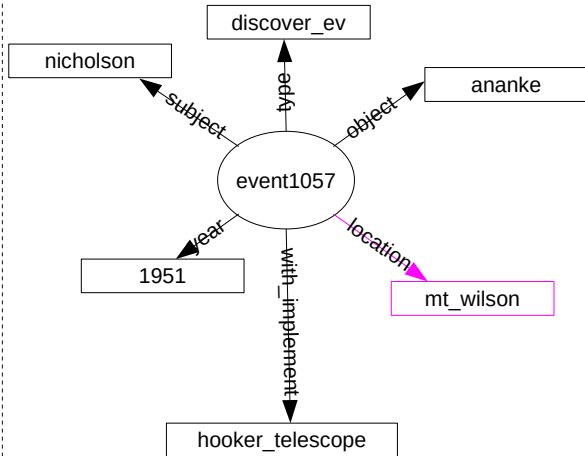 discover_ev
nicholson
ananke
type
subject
object
event1057
year
location
with_implement
1951
mt_wilson
hooker_telescope